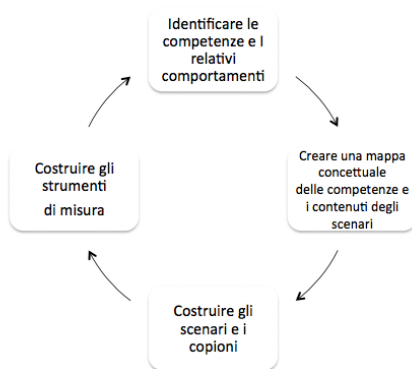 Identificare le
competenze e I
relativi
comportamenti
Creare una mappa
concettuale
delle competenze e
i contenuti degli
scenari
Costruire gli
scenari e i
copioni
Costruire gli
strumenti
di misura